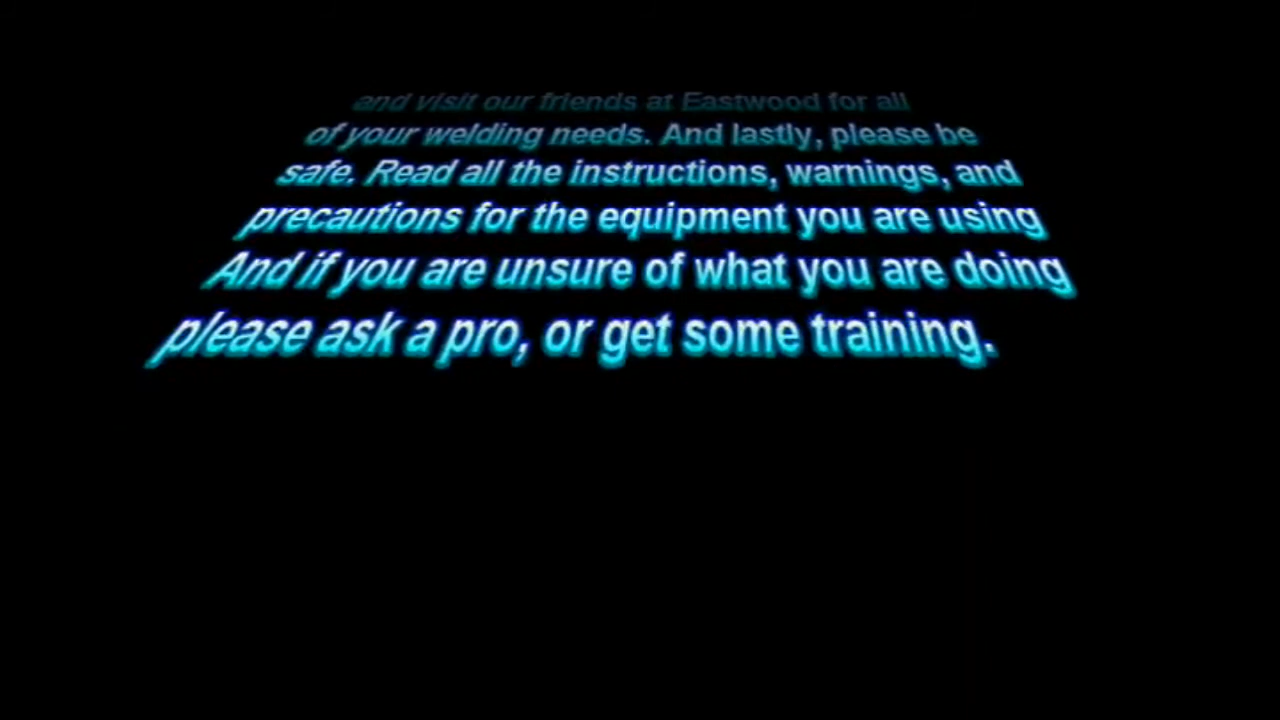 and visit our friends at Eastwood for all
of your welding needs. And lastly, please be
safe. Read all the instructions, warnings, and
precautions for the equipment you are using
And if you are unsure of what you are doing
please ask a pro, or get some training.